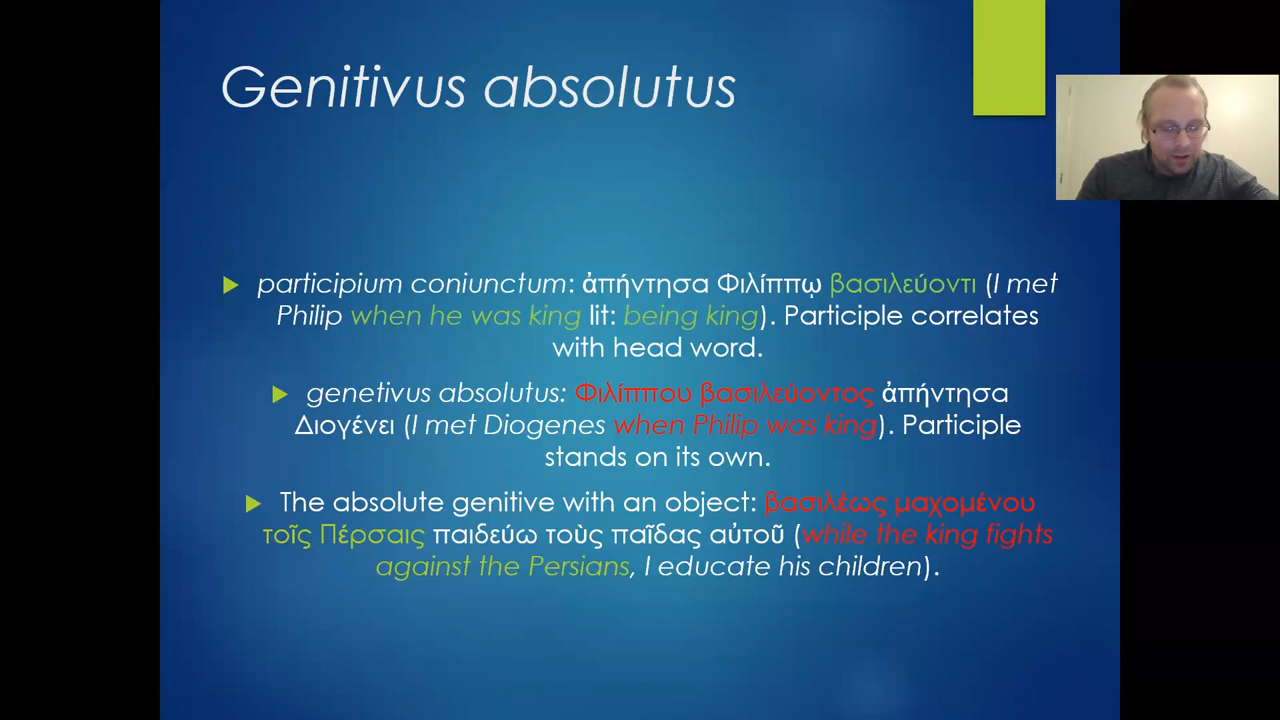 Genitivus absolutus
participium coniunctum: ἀπήντησα Φιλίππῳ βασιλεύοντι (I met
Philip when he was king lit: being king). Participle correlates
with head word.
genetivus absolutus: Φιλίππου βασιλεύοντος ἀπήντησα
Διογένει (I met Diogenes when Philip was king). Participle
stands on its own.
The absolute genitive with an object: βασιλέως μαχομένου
τοῖς Πέρσαις παιδεύω τοὺς παῖδας αὐτοῦ (while the king fights
against the Persians, I educate his children).